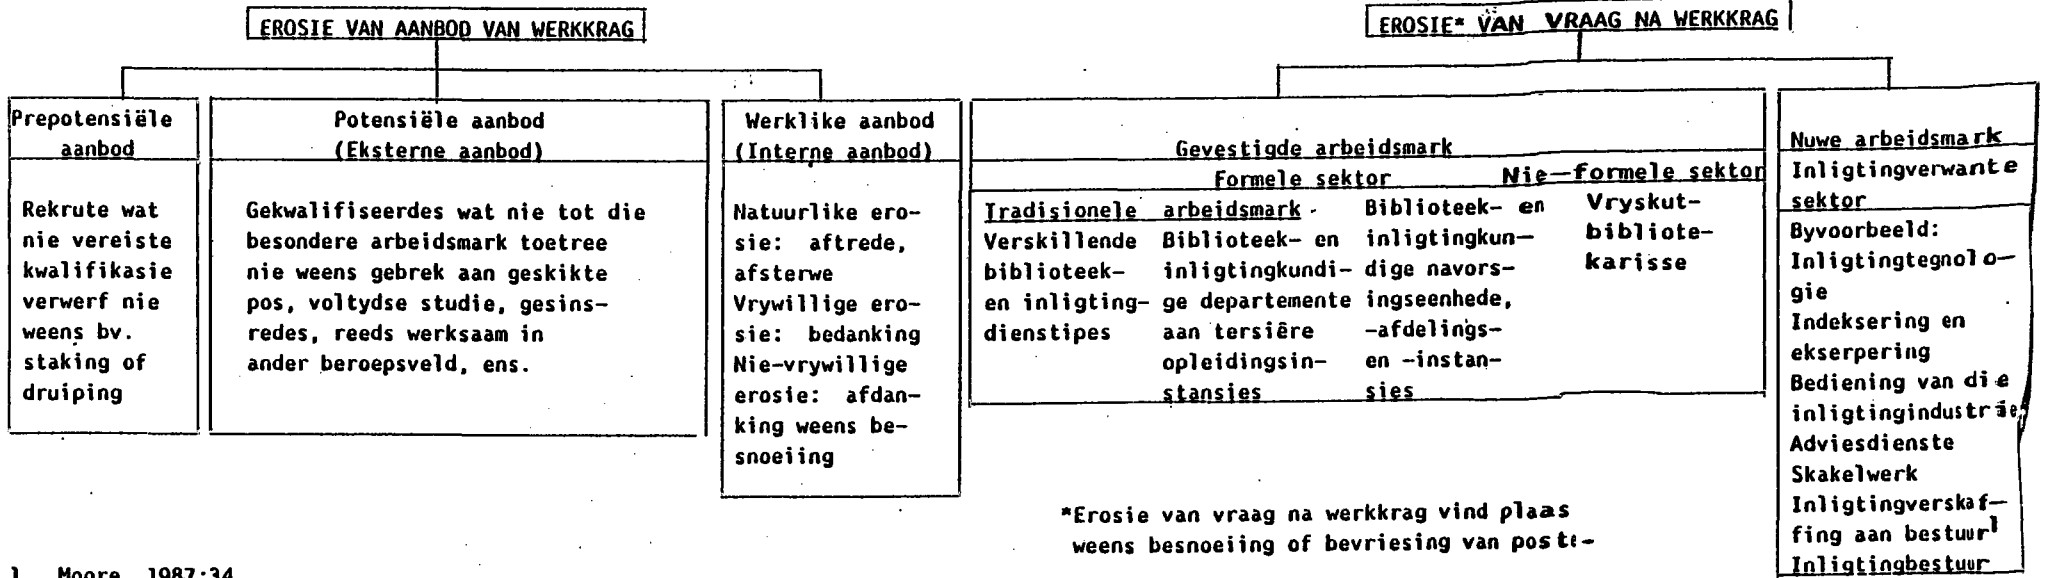 EROSIE VAN AANBOD VAN WERKKRAG
Prepotensiële
aanbod
Rekrute wat
nie vereiste
kwalifikasie
verwerf nie
weens bv.
staking of
druiping
Potensiële aanbod
(Eksterne aanbod)
Gekwalifiseerdes wat nie tot die
besondere arbeidsmark toetree
nie weens gebrek aan geskikte
pos, voltydse studie, gesins-
redes, reeds werksaam in
ander beroepsveld, ens.
Werklike aanbod
(Interne aanbod)
Natuurlike ero-
sie: aftrede,
afsterwe
Vrywillige ero-
sie: bedanking
Nie-vrywillige
erosie: afdan-
king weens be-
snoeiing
EROSIE* VAN VRAAG NA WERKKRAG
Gevestigde arbeidsmark
Formele sektor
Tradisionele arbeidsmark
Verskillende
biblioteek-
en inligting-
dienstipes
Biblioteek- en
inligtingkundi-
ge departemente
aan tersiêre
opleidingsin-
stansies
Biblioteek- en
inligtingkun-
dige navors-
ingseenhede,
-afdelings-
en -instan-
sies
Nie-formele sektor
Vryskut-
bibliote-
karisse
Nuwe arbeidsmark
Inligtingverwante
sektor
Byvoorbeeld:
Inligtingtegnolo-
gie
Indeksering en
ekserpering
Bediening van die
inligtingindustrie,
Adviesdienste
Skakelwerk
Inligtingverskaf-
fing aan bestuur1
Inligtingbestuur
*Erosie van vraag na werkkrag vind plaas
weens besnoeiing of bevriesing van poste-
1 Moore, 1987:34